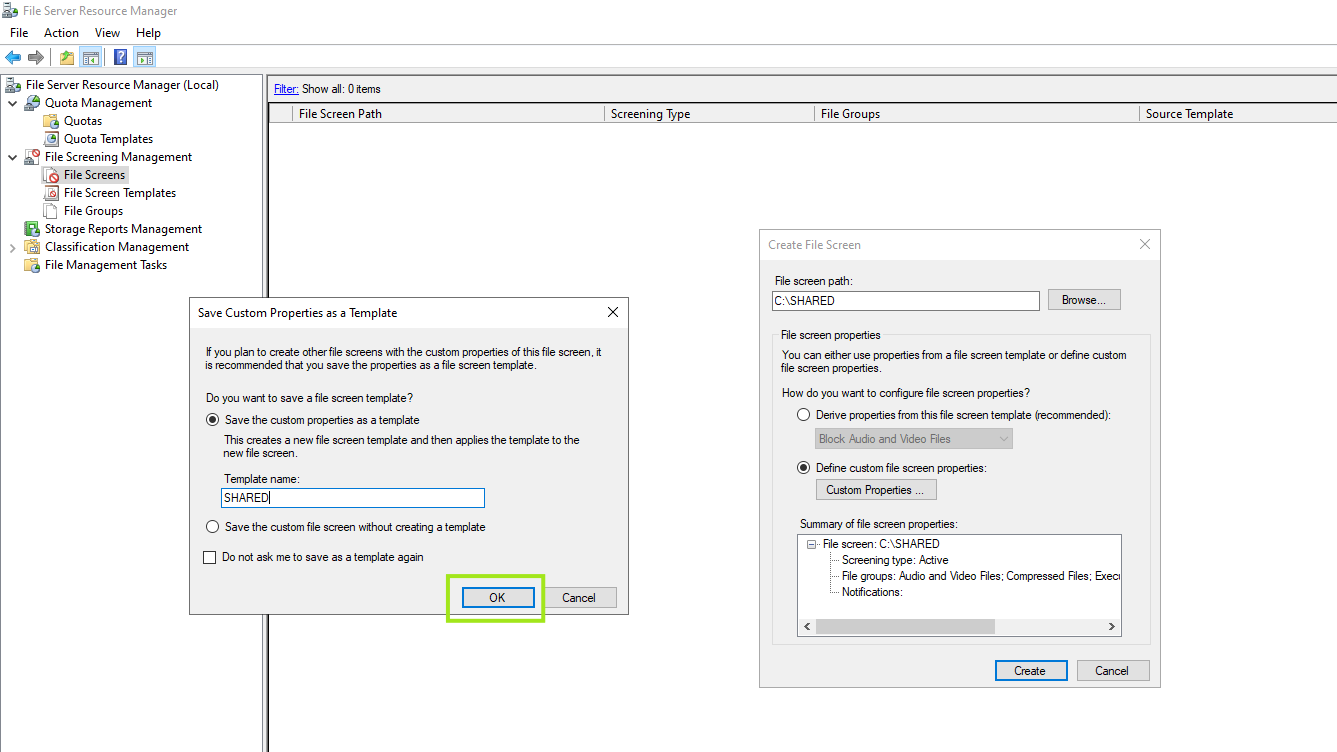 File Server Resource Manager
File Action View Help
File Server Resource Manager (Local)
Quota Management
Quotas
Quota Templates
File Screening Management
File Screens
File Screen Templates
File Groups
Storage Reports Management
Classification Management
File Management Tasks
Filter: Show all: 0 items
File Screen Path Screening Type File Groups Source Template
Save Custom Properties as a Template
If you plan to create other file screens with the custom properties of this file screen, it
is recommended that you save the properties as a file screen template.
Do you want to save a file screen template?
Save the custom properties as a template
This creates a new file screen template and then applies the template to the
new file screen.
Template name:
SHARED
Save the custom file screen without creating a template
Do not ask me to save as a template again
OK Cancel
Create File Screen
File screen path:
C:\SHARED Browse...
File screen properties
You can either use properties from a file screen template or define custom
file screen properties.
How do you want to configure file screen properties?
Derive properties from this file screen template (recommended):
Block Audio and Video Files
Define custom file screen properties:
Custom Properties ...
Summary of file screen properties:
File screen: C:\SHARED
Screening type: Active
File groups: Audio and Video Files; Compressed Files; Execu
Notifications:
Create Cancel